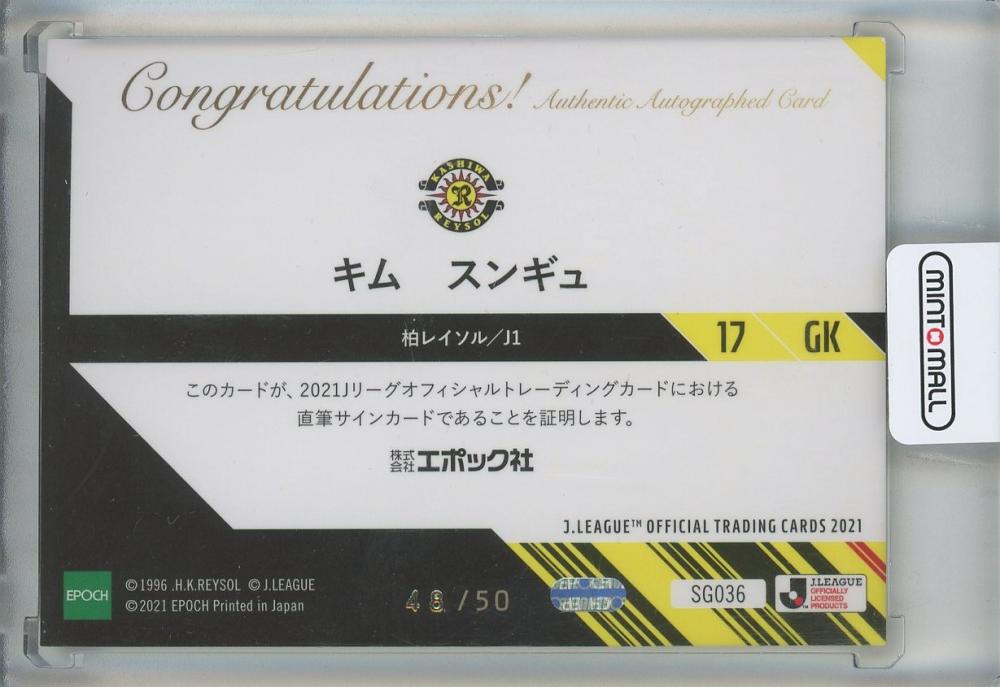 Congratulations! Authentic Autographed Card
KASHIWA
R
REYSOL
キム スンギュ
柏レイソル/J1
17 GK
このカードが、2021Jリーグオフィシャルトレーディングカードにおける
直筆サインカードであることを証明します。
株式会社エポック社
J.LEAGUE™ OFFICIAL TRADING CARDS 2021
EPOCH
©1996 .H.K.REYSOL ©J.LEAGUE
©2021 EPOCH Printed in Japan
48/50
SG036
J.LEAGUE
OFFICIALLY
LICENSED
PRODUCTS
MINT MALL